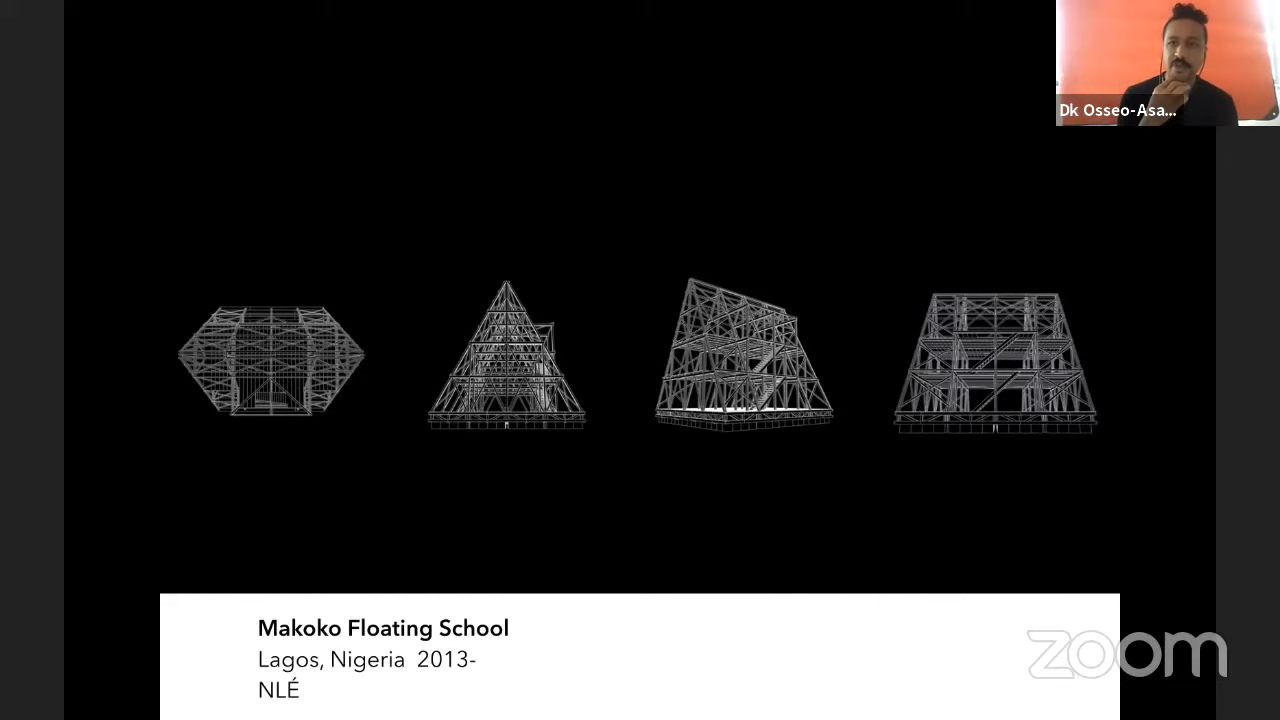 Dk Osseo-Asa...
Makoko Floating School
Lagos, Nigeria 2013-
NLÉ
zoom